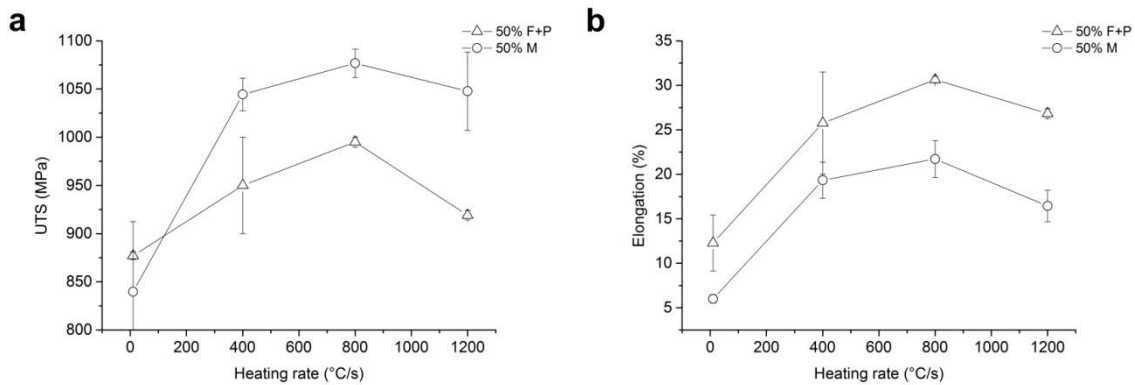 a
50% F+P
50% M
1100
1050
1000
950
900
850
800
UTS (MPa)
0 200 400 600 800 1000 1200
Heating rate (°C/s)
b
50% F+P
50% M
35
30
25
20
15
10
5
Elongation (%)
0 200 400 600 800 1000 1200
Heating rate (°C/s)